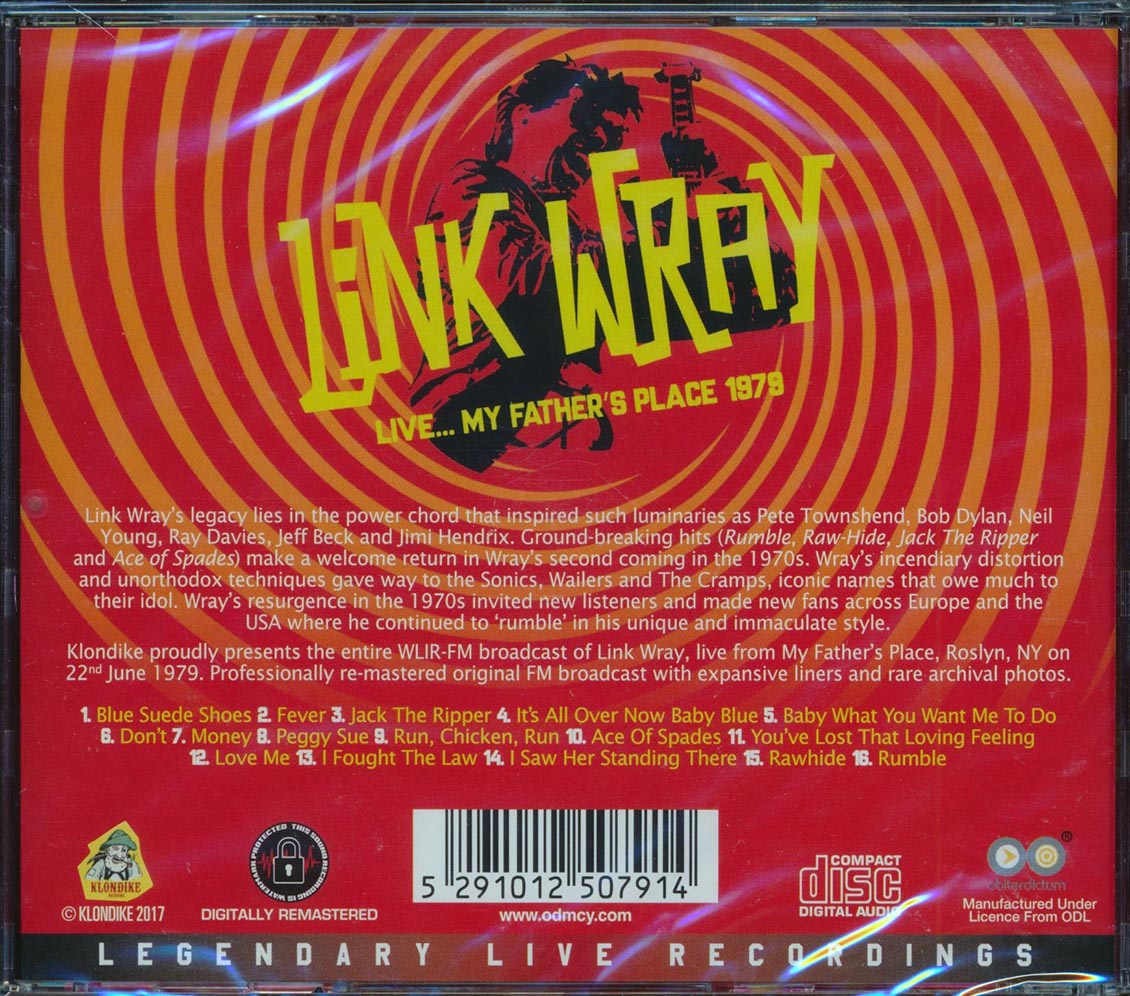 LiNK WRAY
LIVE... MY FATHER'S PLACE 1979
Link Wray's legacy lies in the power chord that inspired such luminaries as Pete Townshend, Bob Dylan, Neil
Young, Ray Davies, Jeff Beck and Jimi Hendrix. Ground-breaking hits (Rumble, Raw-Hide, Jack The Ripper
and Ace of Spades) make a welcome return in Wray's second coming in the 1970s. Wray's incendiary distortion
and unorthodox techniques gave way to the Sonics, Wailers and The Cramps, iconic names that owe much to
their idol. Wray's resurgence in the 1970s invited new listeners and made new fans across Europe and the
USA where he continued to 'rumble' in his unique and immaculate style.
Klondike proudly presents the entire WLIR-FM broadcast of Link Wray, live from My Father's Place, Roslyn, NY on
22nd June 1979. Professionally re-mastered original FM broadcast with expansive liners and rare archival photos.
1. Blue Suede Shoes 2. Fever 3. Jack The Ripper 4. It's All Over Now Baby Blue 5. Baby What You Want Me To Do
6. Don't 7. Money 8. Peggy Sue 9. Run, Chicken, Run 10. Ace Of Spades 11. You've Lost That Loving Feeling
12. Love Me 13. I Fought The Law 14. I Saw Her Standing There 15. Rawhide 16. Rumble
KLONDIKE
© KLONDIKE 2017
THIS SOUND RECORDING IS WATERMARK PROTECTED
DIGITALLY REMASTERED
5 291012 507914
www.odmcy.com
COMPACT
disc
DIGITAL AUDIO
®
obiterdictum
Manufactured Under
Licence From ODL
LEGENDARY LIVE RECORDINGS